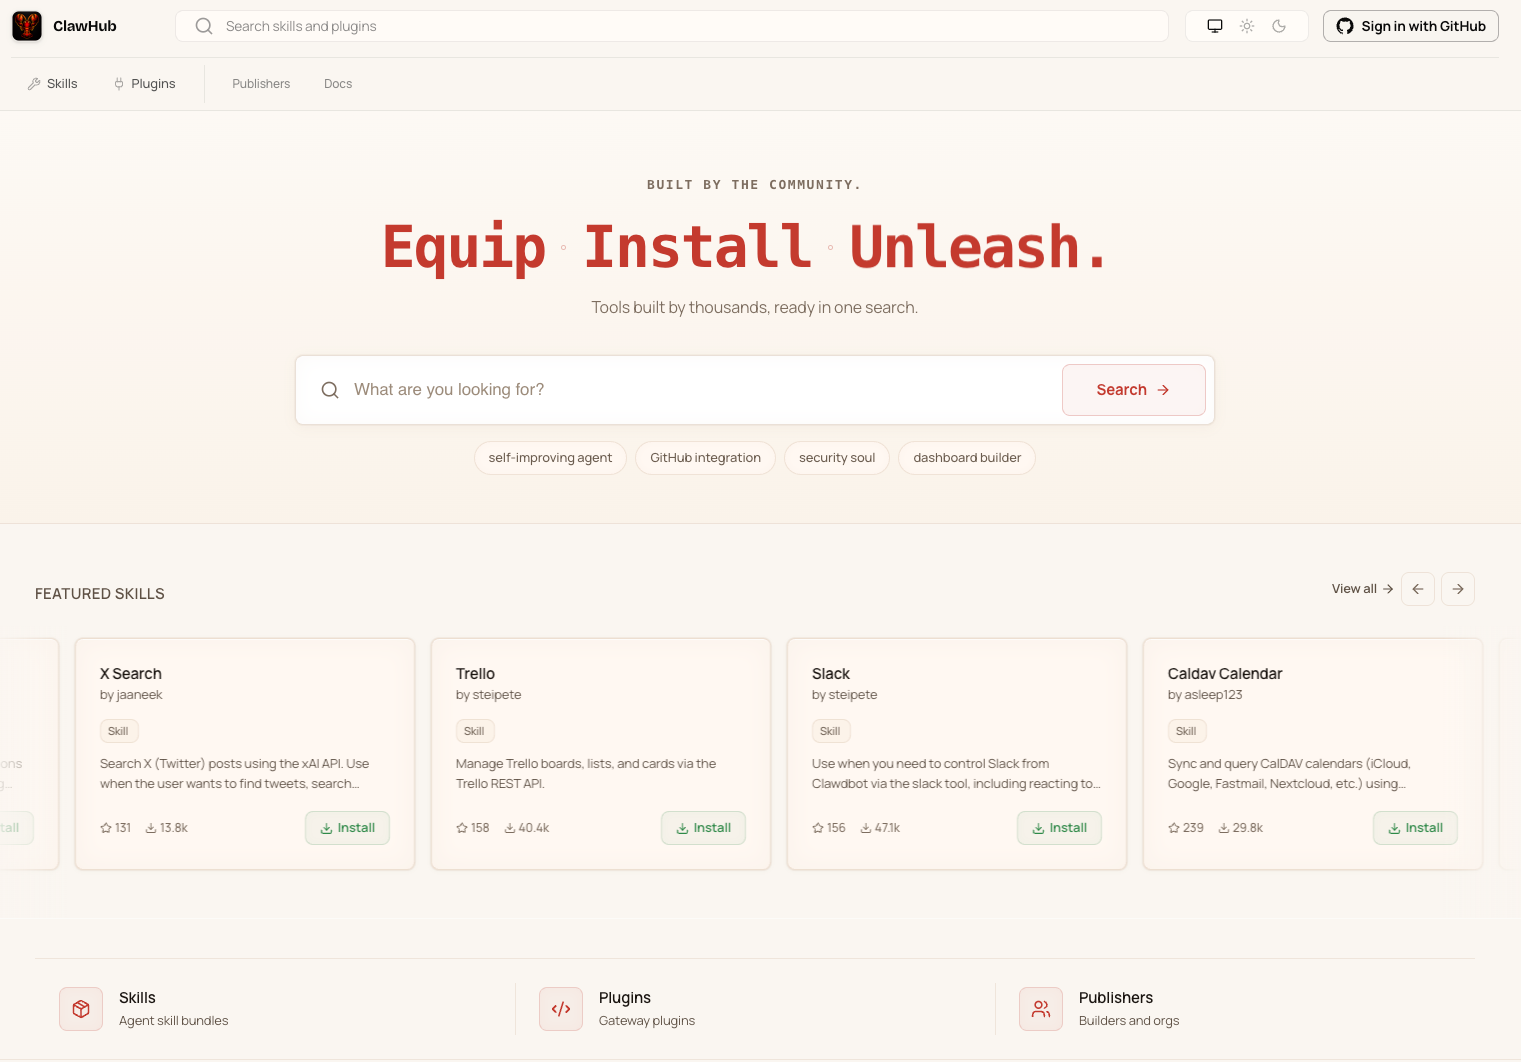 ClawHub
Search skills and plugins
Sign in with GitHub
Skills
Plugins
Publishers
Docs
BUILT BY THE COMMUNITY.
Equip Install Unleash.
Tools built by thousands, ready in one search.
What are you looking for?
Search
self-improving agent
GitHub integration
security soul
dashboard builder
FEATURED SKILLS
View all
X Search
by jaaneek
Skill
Search X (Twitter) posts using the xAI API. Use
when the user wants to find tweets, search...
131
13.8k
Install
Trello
by steipete
Skill
Manage Trello boards, lists, and cards via the
Trello REST API.
158
40.4k
Install
Slack
by steipete
Skill
Use when you need to control Slack from
Clawdbot via the slack tool, including reacting to...
156
47.1k
Install
Caldav Calendar
by asleep123
Skill
Sync and query CalDAV calendars (iCloud,
Google, Fastmail, Nextcloud, etc.) using...
239
29.8k
Install
Skills
Agent skill bundles
Plugins
Gateway plugins
Publishers
Builders and orgs